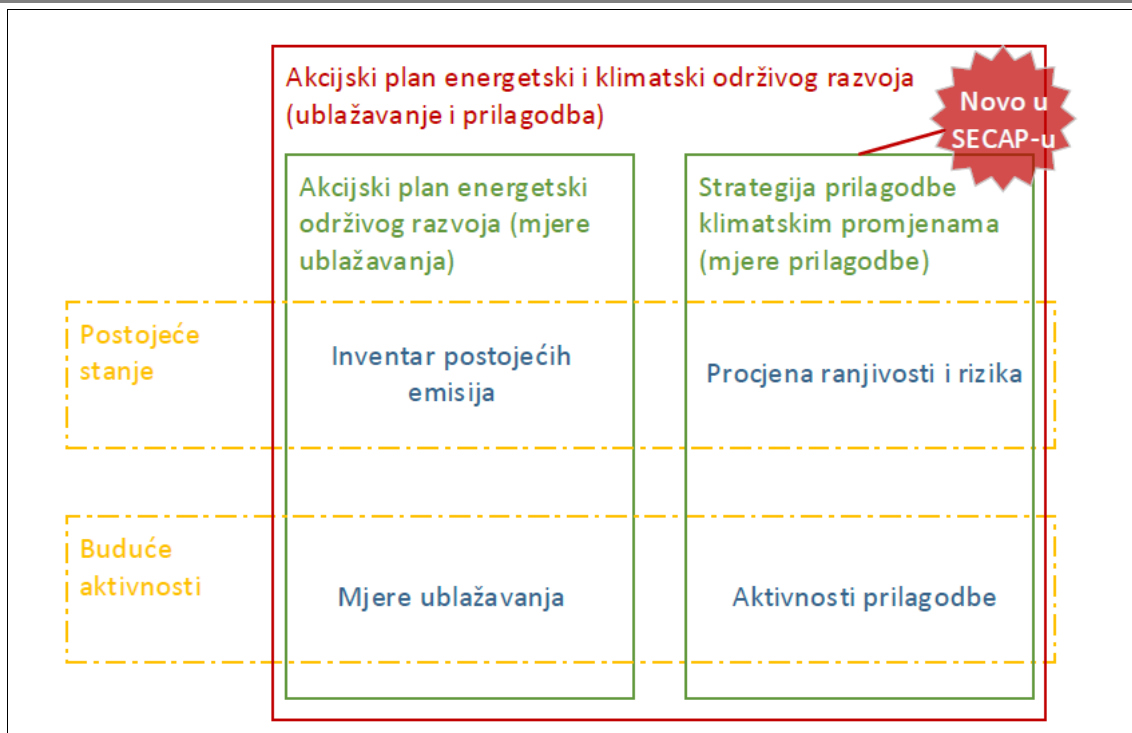 Akcijski plan energetski i klimatski održivog razvoja
(ublažavanje i prilagodba)
Novo u
SECAP-u
Akcijski plan energetski
održivog razvoja (mjere
ublažavanja)
Strategija prilagodbe
klimatskim promjenama
(mjere prilagodbe)
Postojeće
stanje
Inventar postojećih
emisija
Procjena ranjivosti i rizika
Buduće
aktivnosti
Mjere ublažavanja
Aktivnosti prilagodbe